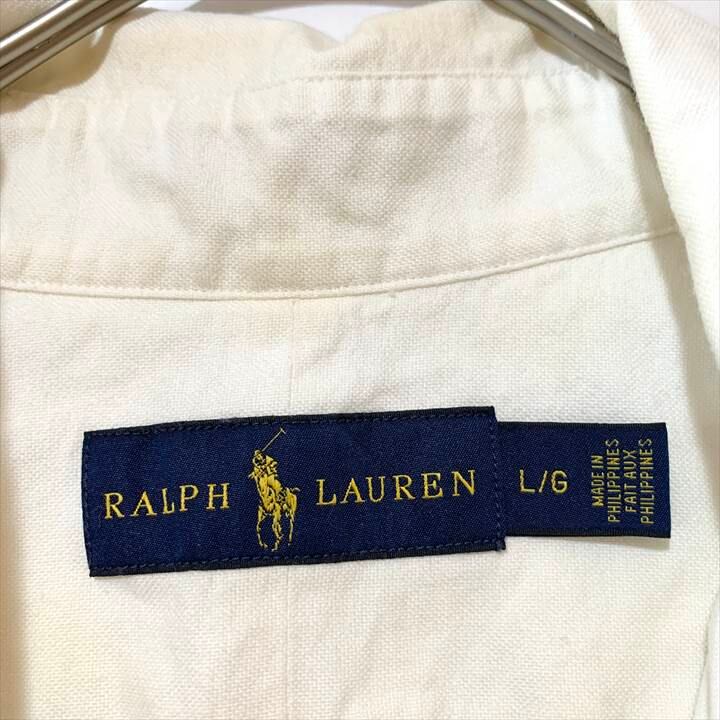 RALPH LAUREN
L/G
MADE IN
PHILIPPINES
FAIT AUX
PHILIPPINES